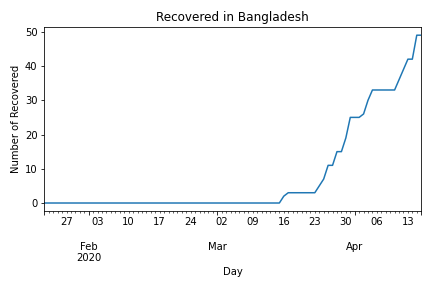 Recovered in Bangladesh
50
40
30
20
10
0
Number of Recovered
27 03 10 17 24 02 09 16 23 30 06 13
Feb Mar Apr
2020
Day